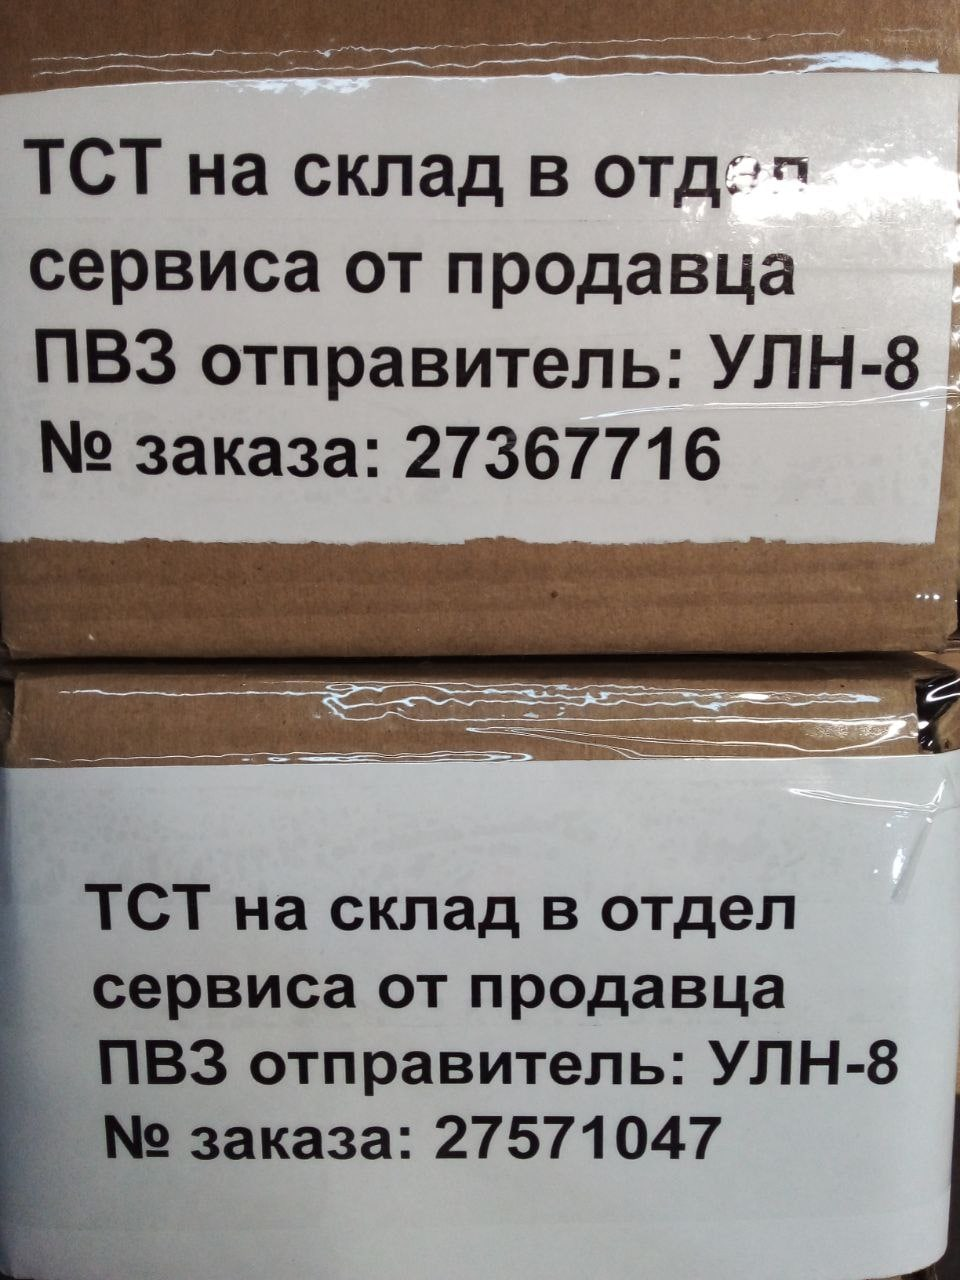 ТСТ на склад в отдел
сервиса от продавца
ПВЗ отправитель: УЛН-8
№ заказа: 27367716
ТСТ на склад в отдел
сервиса от продавца
ПВЗ отправитель: УЛН-8
№ заказа: 27571047